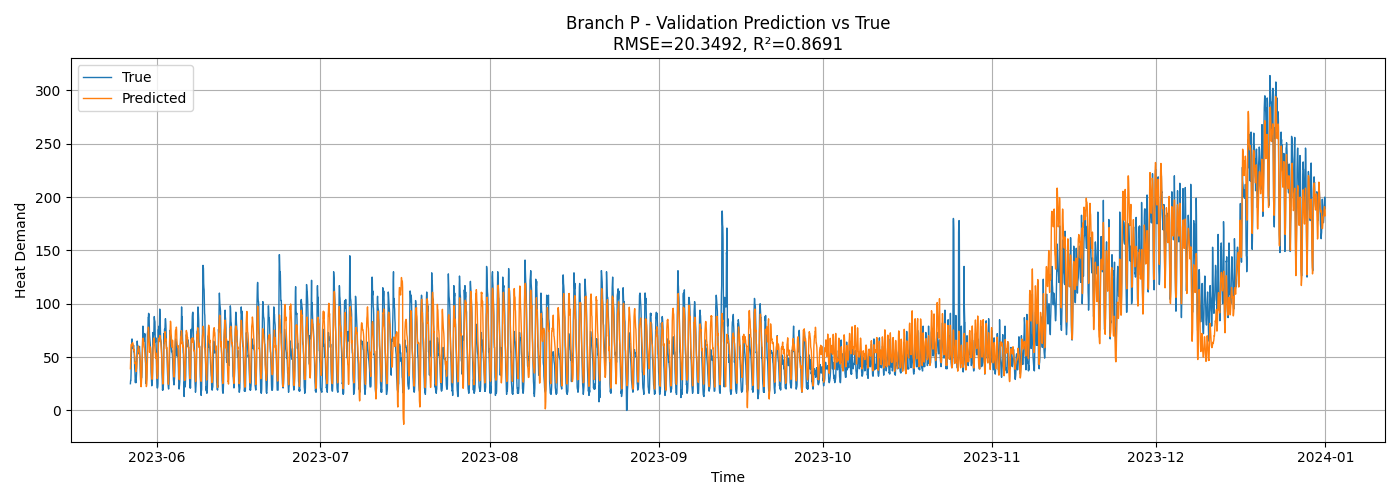 Branch P - Validation Prediction vs True
RMSE=20.3492, R²=0.8691
True
Predicted
Heat Demand
300
250
200
150
100
50
0
2023-06 2023-07 2023-08 2023-09 2023-10 2023-11 2023-12 2024-01
Time